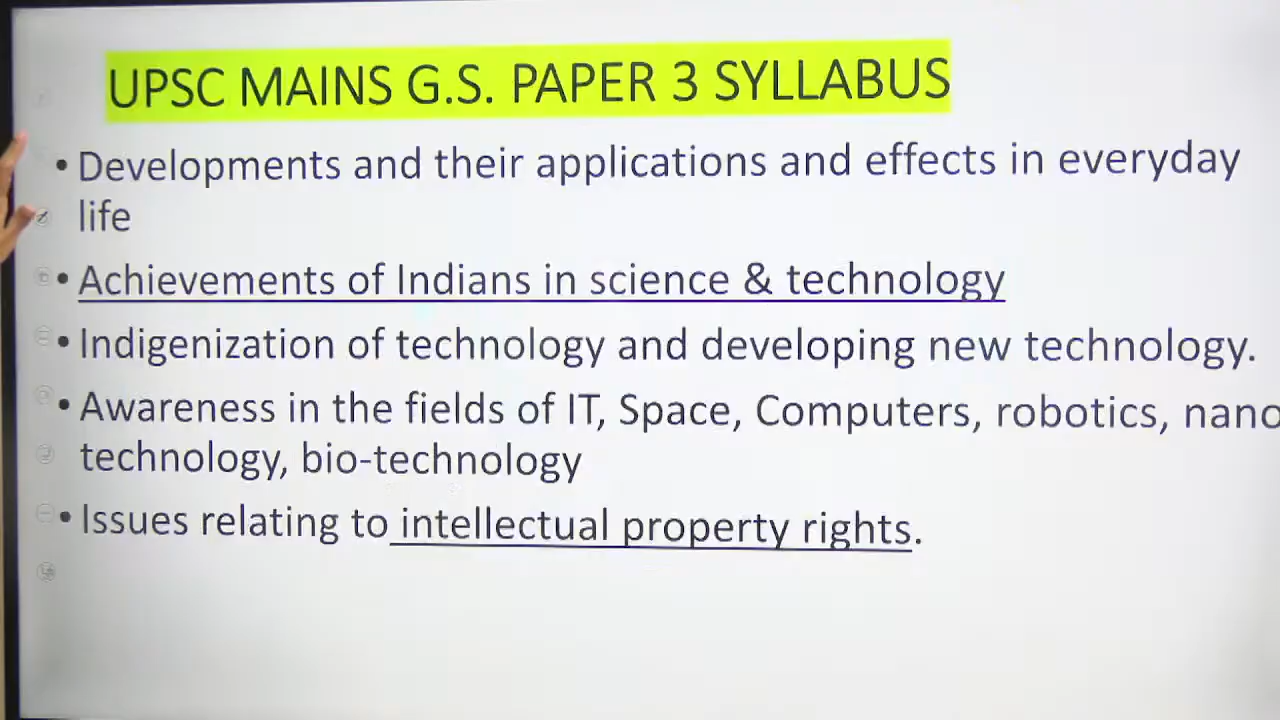 UPSC MAINS G.S. PAPER 3 SYLLABUS
• Developments and their applications and effects in everyday
life
• Achievements of Indians in science & technology
• Indigenization of technology and developing new technology.
• Awareness in the fields of IT, Space, Computers, robotics, nano
technology, bio-technology
• Issues relating to intellectual property rights.